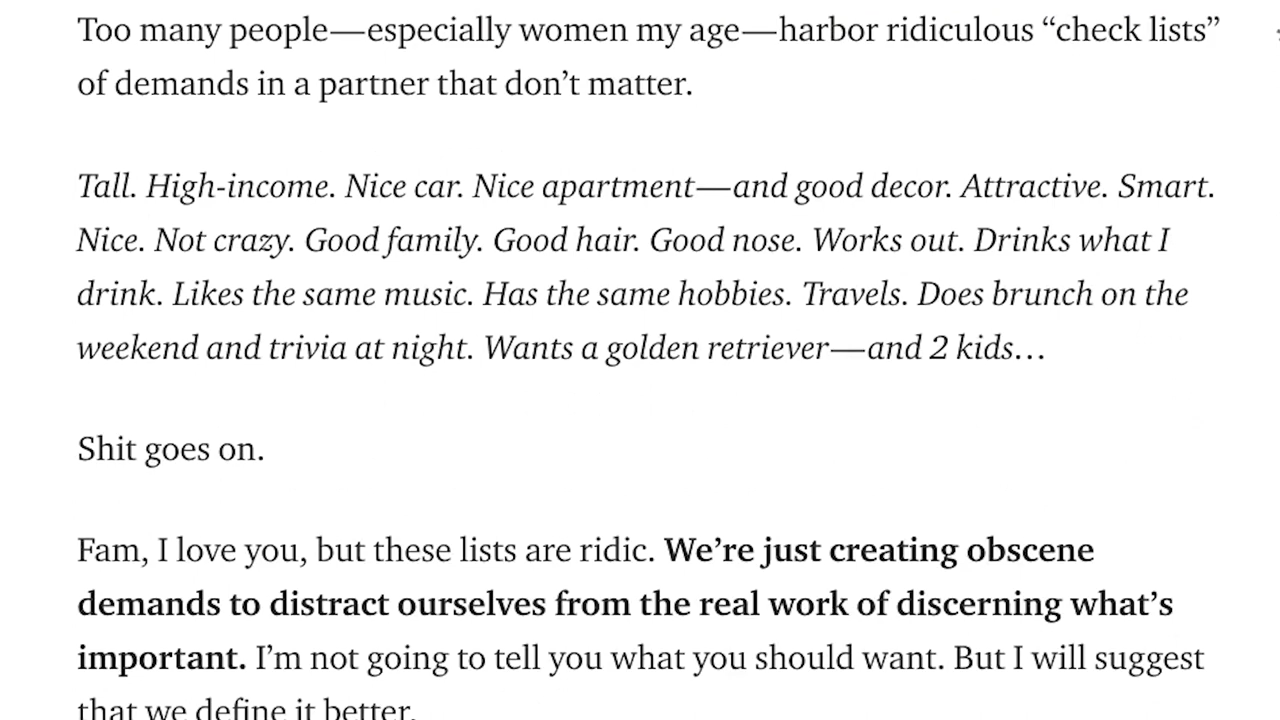 Too many people—especially women my age—harbor ridiculous “check lists”
of demands in a partner that don’t matter.
Tall. High-income. Nice car. Nice apartment—and good decor. Attractive. Smart.
Nice. Not crazy. Good family. Good hair. Good nose. Works out. Drinks what I
drink. Likes the same music. Has the same hobbies. Travels. Does brunch on the
weekend and trivia at night. Wants a golden retriever—and 2 kids…
Shit goes on.
Fam, I love you, but these lists are ridic. We’re just creating obscene
demands to distract ourselves from the real work of discerning what’s
important. I’m not going to tell you what you should want. But I will suggest
that we define it better.